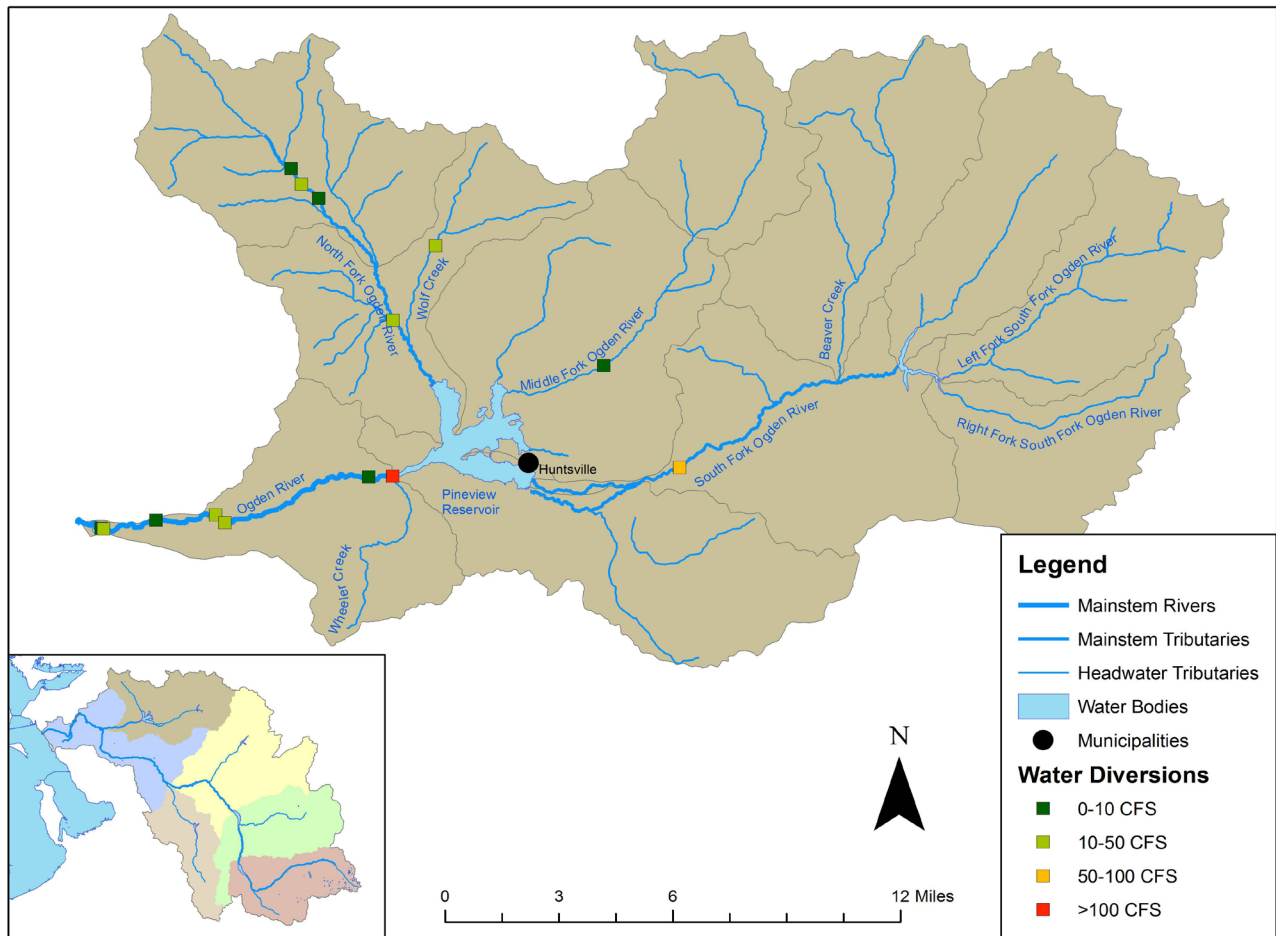 North Fork Ogden River
Wolf Creek
Middle Fork Ogden River
Beaver Creek
Left Fork South Fork Ogden River
Right Fork South Fork Ogden River
South Fork Ogden River
Huntsville
Ogden River
Pineview
Reservoir
Wheeler Creek
Legend
Mainstem Rivers
Mainstem Tributaries
Headwater Tributaries
Water Bodies
Municipalities
Water Diversions
0-10 CFS
10-50 CFS
50-100 CFS
>100 CFS
N
0 3 6 12 Miles